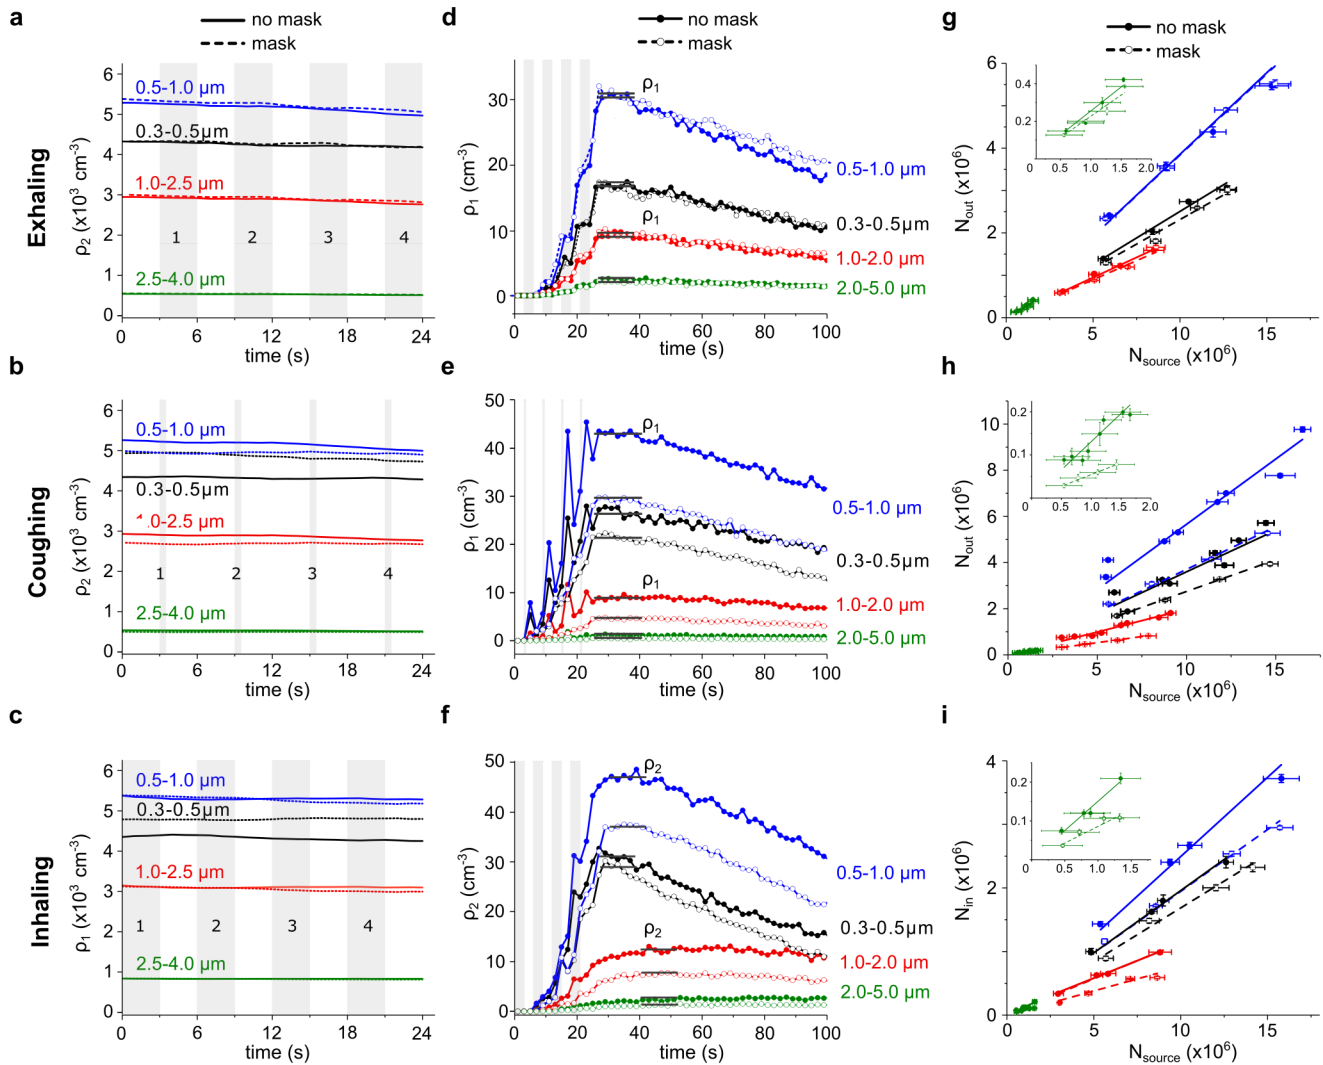 a
no mask
mask
Exhaling
ρ2 (x10³ cm-3)
6
5
4
3
2
1
0
0.5-1.0 µm
0.3-0.5µm
1.0-2.5 µm
1 2 3 4
2.5-4.0 µm
0 6 12 18 24
time (s)
d
no mask
mask
ρ1 (cm-3)
30
20
10
0
ρ1
0.5-1.0 µm
0.3-0.5µm
ρ1
1.0-2.0 µm
2.0-5.0 µm
0 20 40 60 80 100
time (s)
g
no mask
mask
Nout (x10⁶)
6
4
2
0
0.4
0.2
0 0.5 1.0 1.5 2.0
0 5 10 15
Nsource (x10⁶)
b
Coughing
ρ2 (x10³ cm-3)
6
5
4
3
2
1
0
0.5-1.0 µm
0.3-0.5µm
1.0-2.5 µm
1 2 3 4
2.5-4.0 µm
0 6 12 18 24
time (s)
e
ρ1 (cm-3)
50
40
30
20
10
0
ρ1
0.5-1.0 µm
0.3-0.5µm
ρ1
1.0-2.0 µm
2.0-5.0 µm
0 20 40 60 80 100
time (s)
h
Nout (x10⁶)
10
8
6
4
2
0
0.2
0.1
0 0.5 1.0 1.5 2.0
0 5 10 15
Nsource (x10⁶)
c
Inhaling
ρ1 (x10³ cm-3)
6
5
4
3
2
1
0
0.5-1.0 µm
0.3-0.5µm
1.0-2.5 µm
1 2 3 4
2.5-4.0 µm
0 6 12 18 24
time (s)
f
ρ2 (cm-3)
50
40
30
20
10
0
ρ2
0.5-1.0 µm
0.3-0.5µm
ρ2
1.0-2.0 µm
2.0-5.0 µm
0 20 40 60 80 100
time (s)
i
Nin (x10⁶)
4
2
0
0.2
0.1
0 0.5 1.0 1.5
0 5 10 15
Nsource (x10⁶)